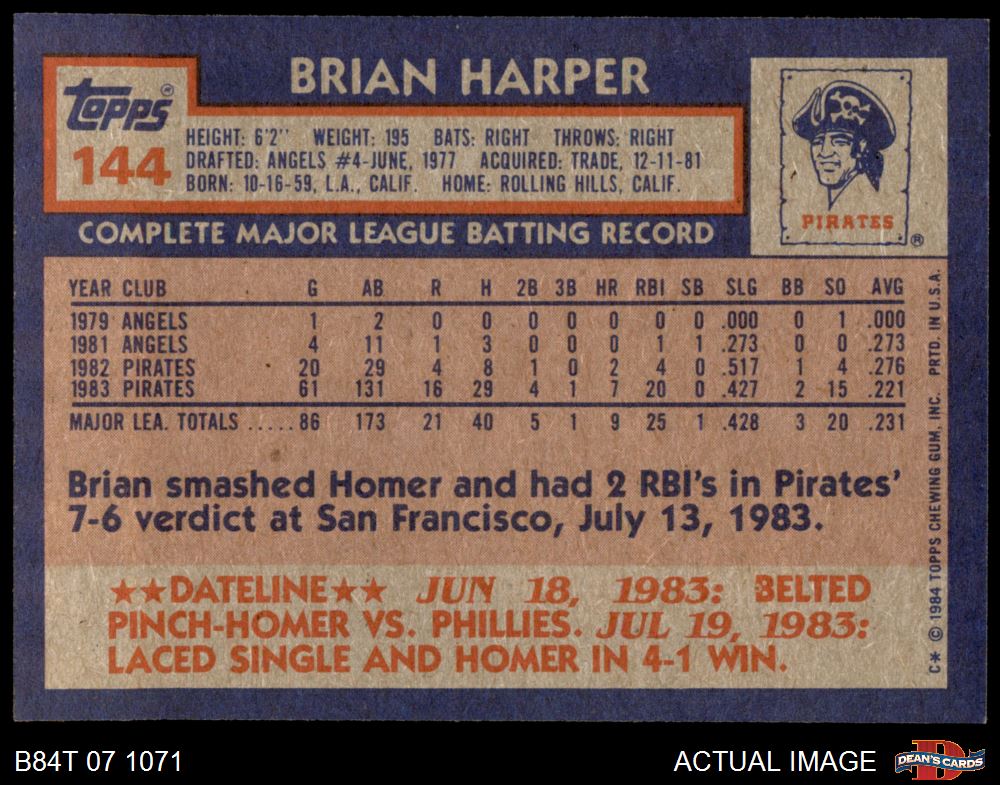 BRIAN HARPER
Topps®
144
HEIGHT: 6'2'' WEIGHT: 195 BATS: RIGHT THROWS: RIGHT
DRAFTED: ANGELS #4-JUNE, 1977 ACQUIRED: TRADE, 12-11-81
BORN: 10-16-59, L.A., CALIF. HOME: ROLLING HILLS, CALIF.
PIRATES
®
COMPLETE MAJOR LEAGUE BATTING RECORD
YEAR CLUB G AB R H 2B 3B HR RBI SB SLG BB SO AVG
1979 ANGELS 1 2 0 0 0 0 0 0 0 .000 0 1 .000
1981 ANGELS 4 11 1 3 0 0 0 1 1 .273 0 0 .273
1982 PIRATES 20 29 4 8 1 0 2 4 0 .517 1 4 .276
1983 PIRATES 61 131 16 29 4 1 7 20 0 .427 2 15 .221
MAJOR LEA. TOTALS ..... 86 173 21 40 5 1 9 25 1 .428 3 20 .231
Brian smashed Homer and had 2 RBI's in Pirates'
7-6 verdict at San Francisco, July 13, 1983.
★★DATELINE★★ JUN 18, 1983: BELTED
PINCH-HOMER VS. PHILLIES. JUL 19, 1983:
LACED SINGLE AND HOMER IN 4-1 WIN.
C* © 1984 TOPPS CHEWING GUM, INC. PRTD. IN U.S.A.
B84T 07 1071
ACTUAL IMAGE
DEAN'S CARDS